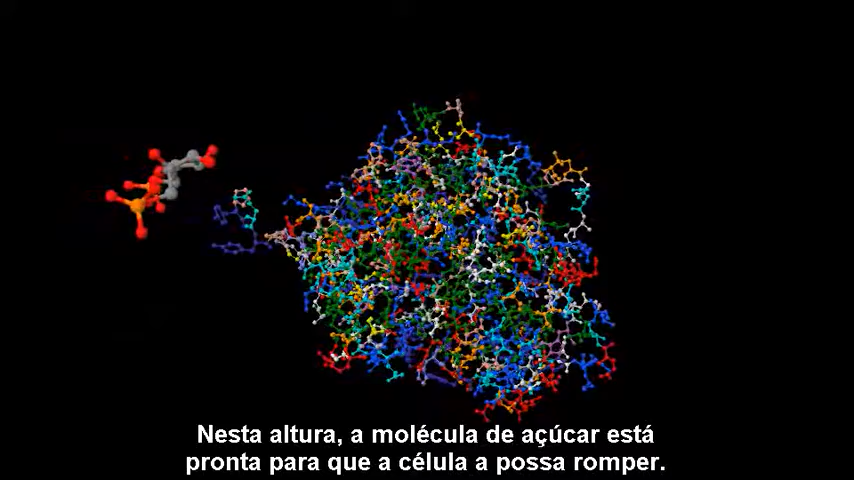 Nesta altura, a molécula de açúcar está
pronta para que a célula a possa romper.